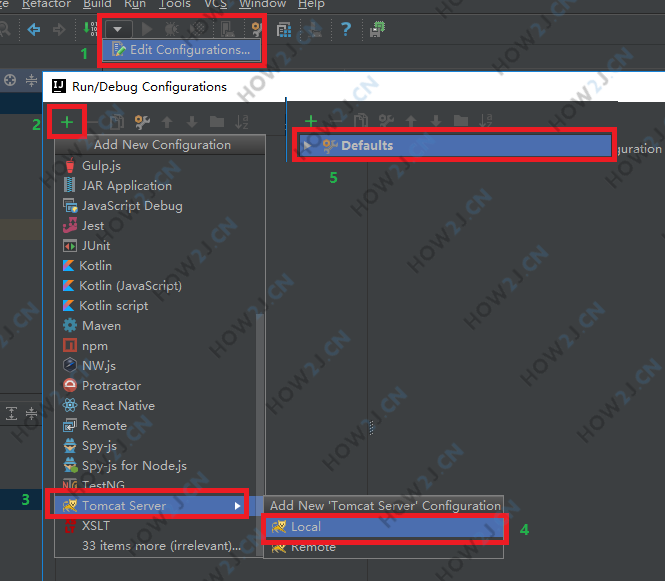 Refactor Build Run Tools VCS Window Help
1
Edit Configurations...
Run/Debug Configurations
2
Add New Configuration
Defaults
5
Gulp.js
JAR Application
JavaScript Debug
Jest
JUnit
Kotlin
Kotlin (JavaScript)
Kotlin script
Maven
npm
NW.js
Protractor
React Native
Remote
Spy-js
Spy-js for Node.js
TestNG
3
Tomcat Server
XSLT
33 items more (irrelevant)...
Add New 'Tomcat Server' Configuration
Local
4
Remote
HOW2J.CN